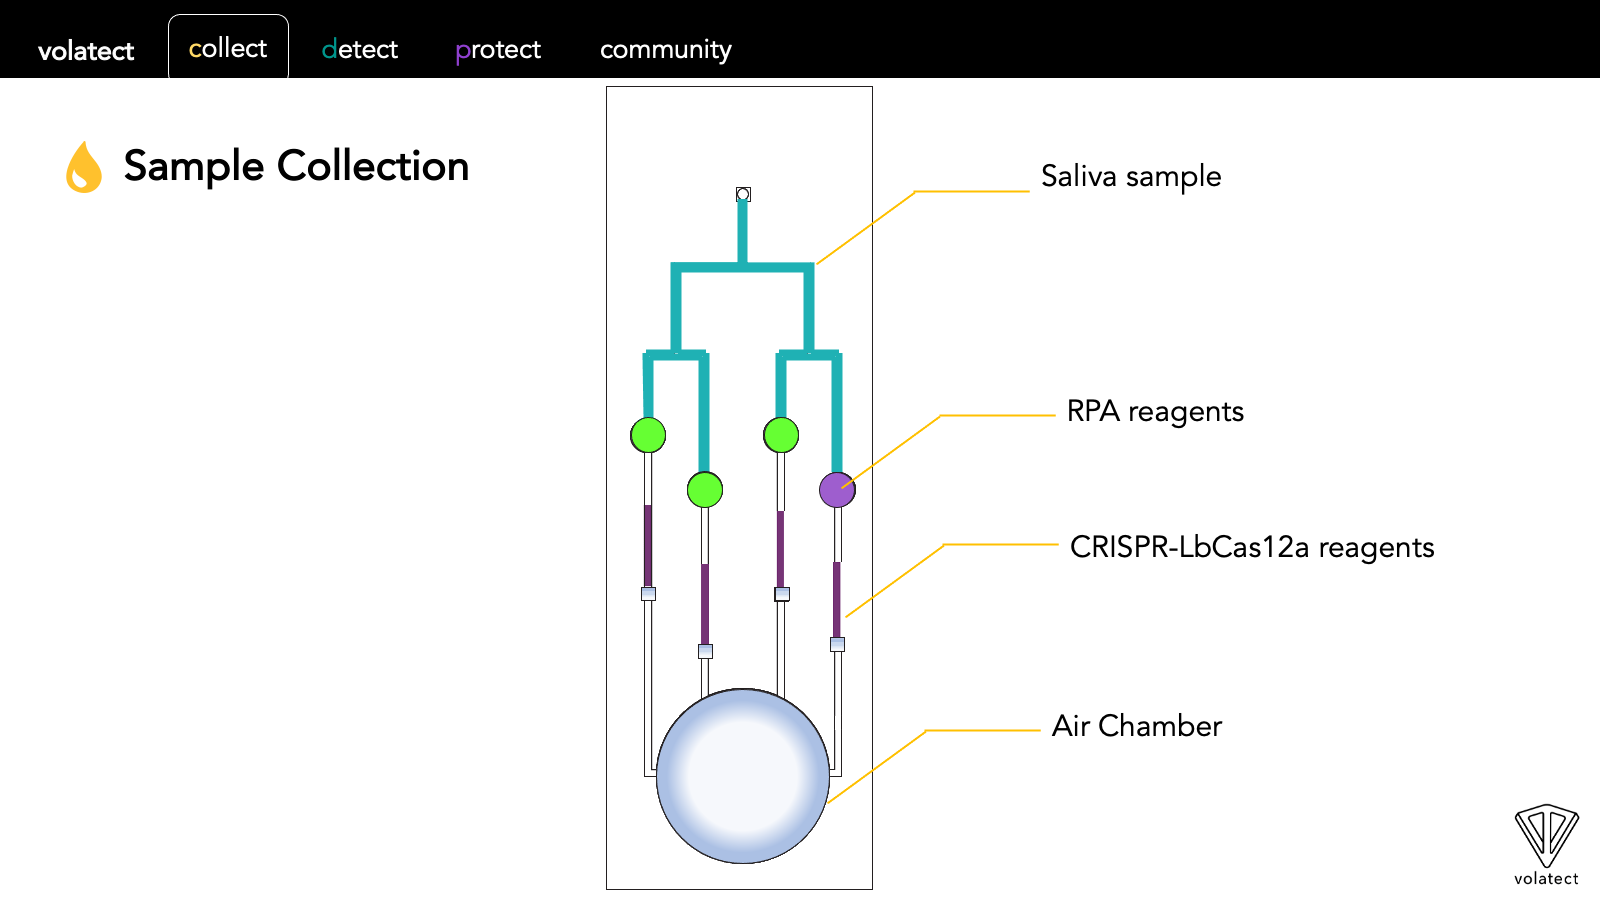 volatect collect detect protect community
Sample Collection
Saliva sample
RPA reagents
CRISPR-LbCas12a reagents
Air Chamber
volatect